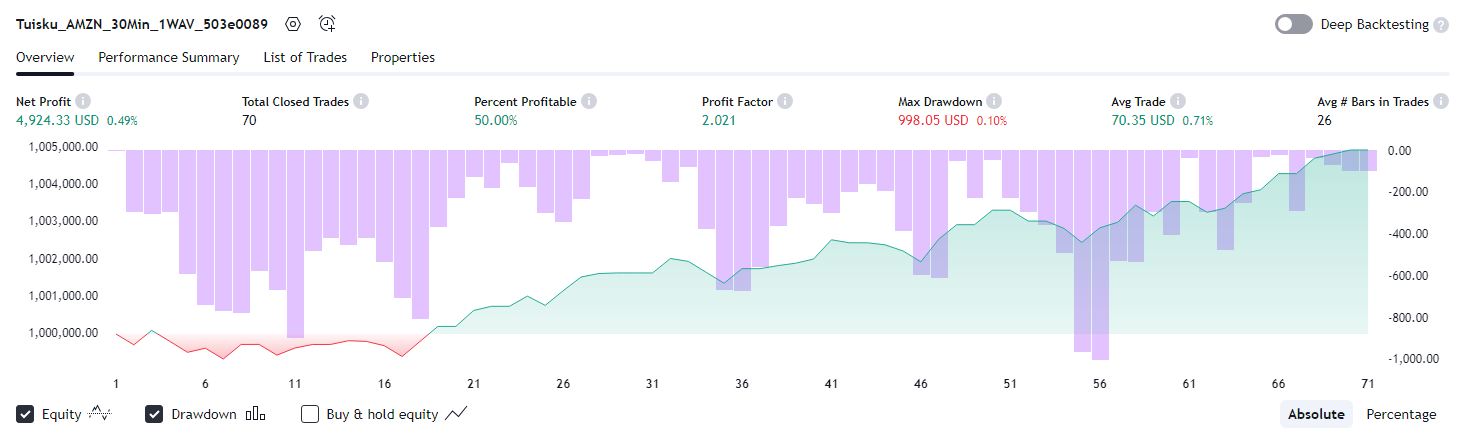 Tuisku_AMZN_30Min_1WAV_503e0089
Deep Backtesting ?
Overview Performance Summary List of Trades Properties
Net Profit i Total Closed Trades i Percent Profitable i Profit Factor i Max Drawdown i Avg Trade i Avg # Bars in Trades i
4,924.33 USD 0.49% 70 50.00% 2.021 998.05 USD 0.10% 70.35 USD 0.71% 26
1,005,000.00 0.00
1,004,000.00 -200.00
1,003,000.00 -400.00
1,002,000.00 -600.00
1,001,000.00 -800.00
1,000,000.00 -1,000.00
1 6 11 16 21 26 31 36 41 46 51 56 61 66 71
Equity Drawdown Buy & hold equity Absolute Percentage